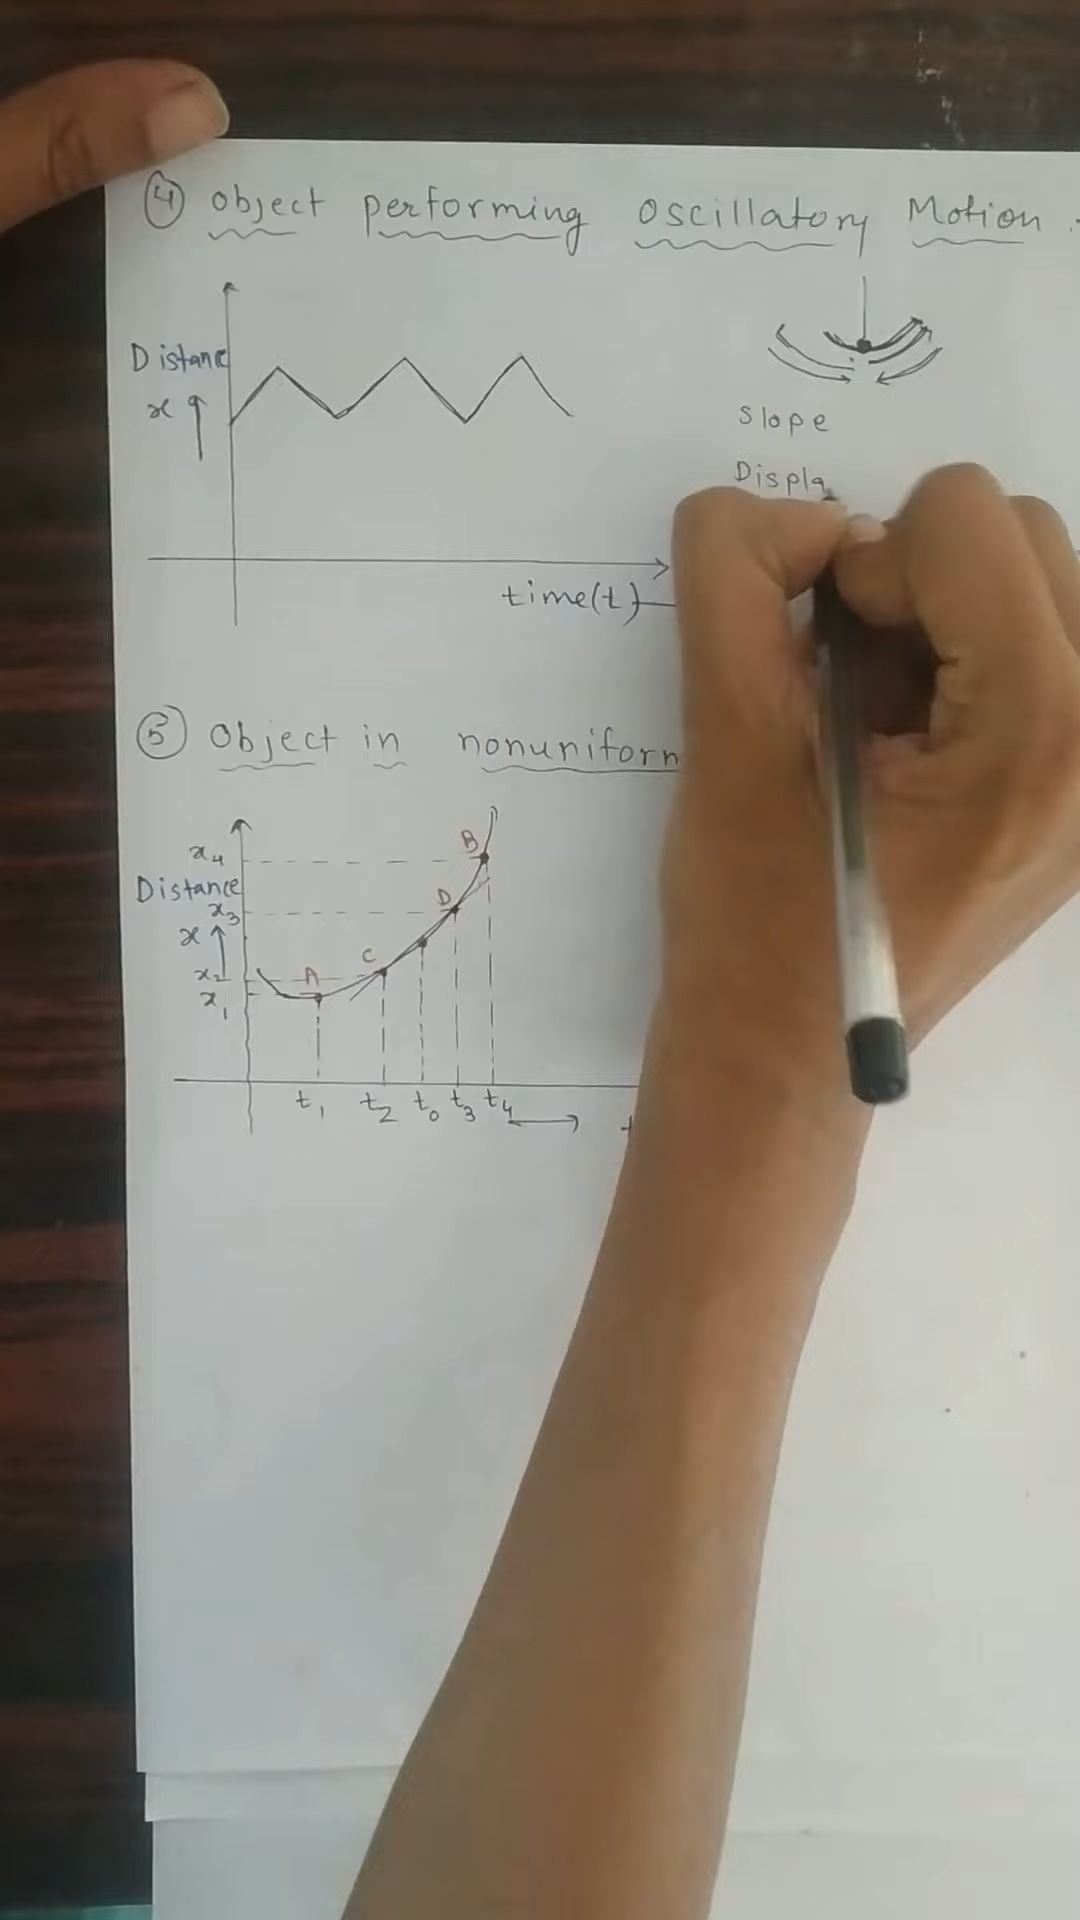 ④ Object performing Oscillatory Motion :
Distance
x
Slope
Displa
time(t)
⑤ Object in nonuniform
x4
B
Distance
D
x3
x
C
x2
A
x1
t1 t2 t0 t3 t4